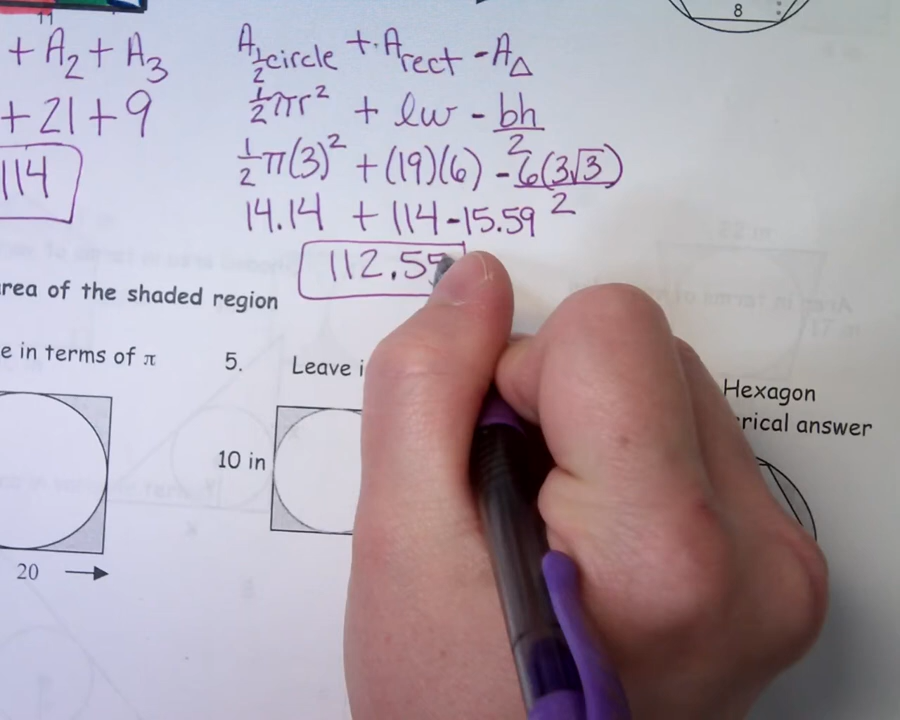 8
+ A₂ + A₃
+ 21 + 9
114
A½circle + A rect - A△
½πr² + lw - bh/2
½π(3)² + (19)(6) - 6(3√3)/2
14.14 + 114 - 15.59
112.55
area of the shaded region
e in terms of π
5. Leave i
10 in
20
Hexagon
rical answer